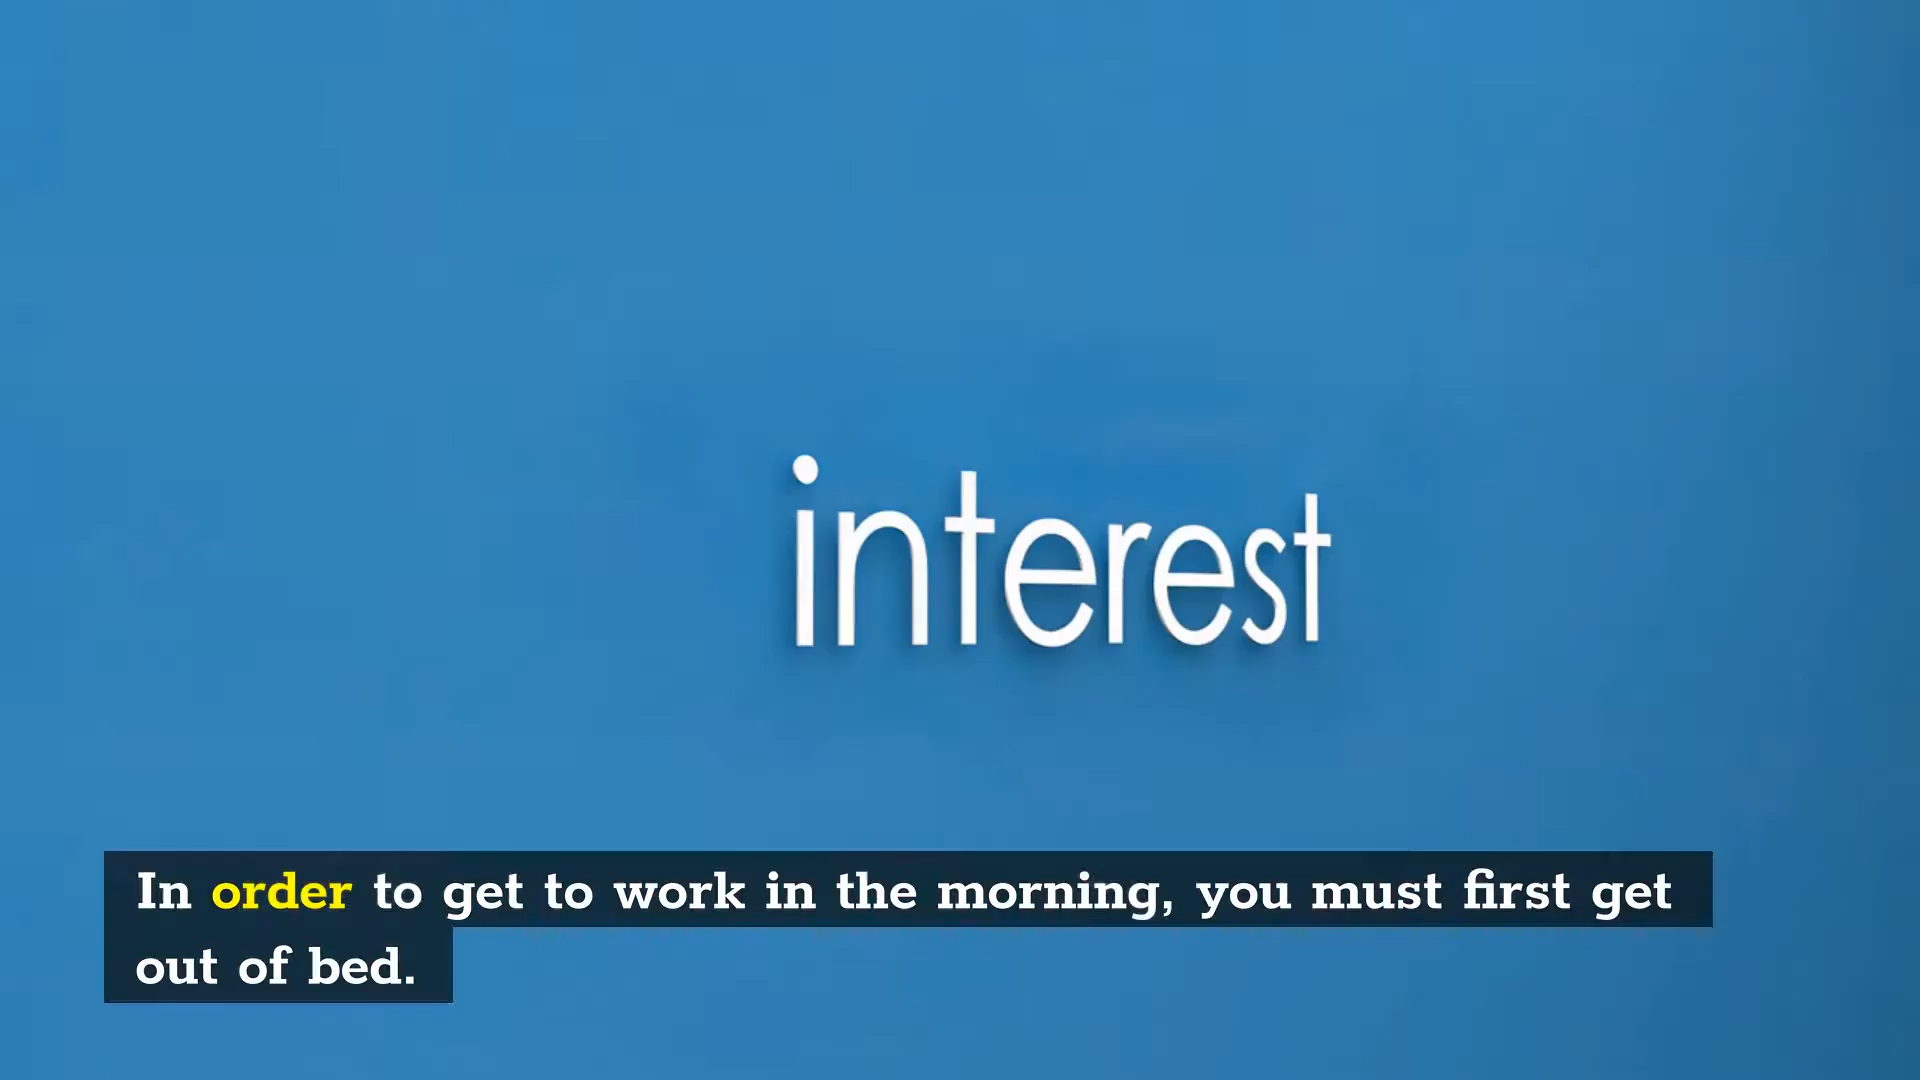 interest
In order to get to work in the morning, you must first get
out of bed.